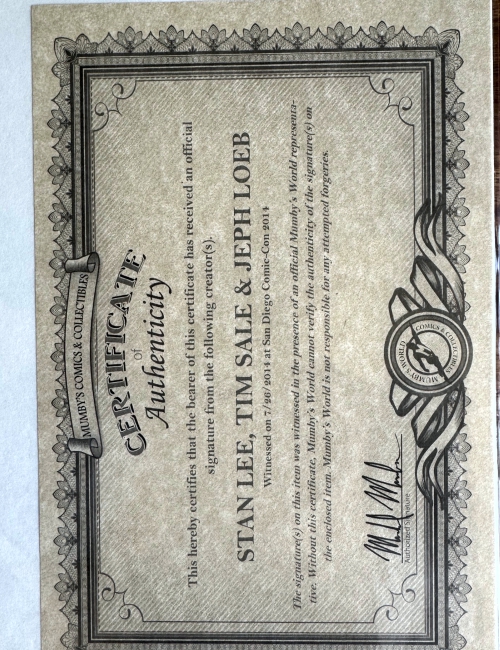 MUMBY'S COMICS & COLLECTIBLES
CERTIFICATE
of
Authenticity
This hereby certifies that the bearer of this certificate has received an official
signature from the following creator(s).
STAN LEE, TIM SALE & JEPH LOEB
Witnessed on 7/26/2014 at San Diego Comic-Con 2014
The signature(s) on this item was witnessed in the presence of an official Mumby's World representa-
tive. Without this certificate, Mumby's World cannot verify the authenticity of the signature(s) on
the enclosed item. Mumby's World is not responsible for any attempted forgeries.
Authorized Signature
MUMBY'S WORLD
COMICS & COLLECTIBLES